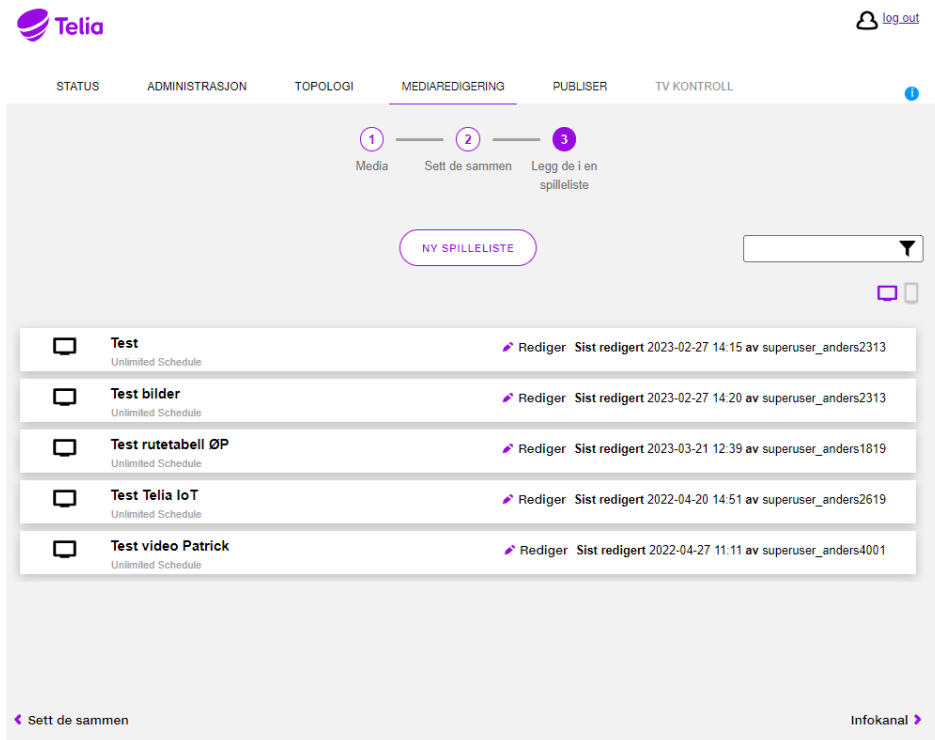 Telia
log out
STATUS ADMINISTRASJON TOPOLOGI MEDIAREDIGERING PUBLISER TV KONTROLL
i
1 2 3
Media Sett de sammen Legg de i en
spilleliste
NY SPILLELISTE
Test
Unlimited Schedule
Rediger Sist redigert 2023-02-27 14:15 av superuser_anders2313
Test bilder
Unlimited Schedule
Rediger Sist redigert 2023-02-27 14:20 av superuser_anders2313
Test rutetabell ØP
Unlimited Schedule
Rediger Sist redigert 2023-03-21 12:39 av superuser_anders1819
Test Telia IoT
Unlimited Schedule
Rediger Sist redigert 2022-04-20 14:51 av superuser_anders2619
Test video Patrick
Unlimited Schedule
Rediger Sist redigert 2022-04-27 11:11 av superuser_anders4001
Sett de sammen
Infokanal